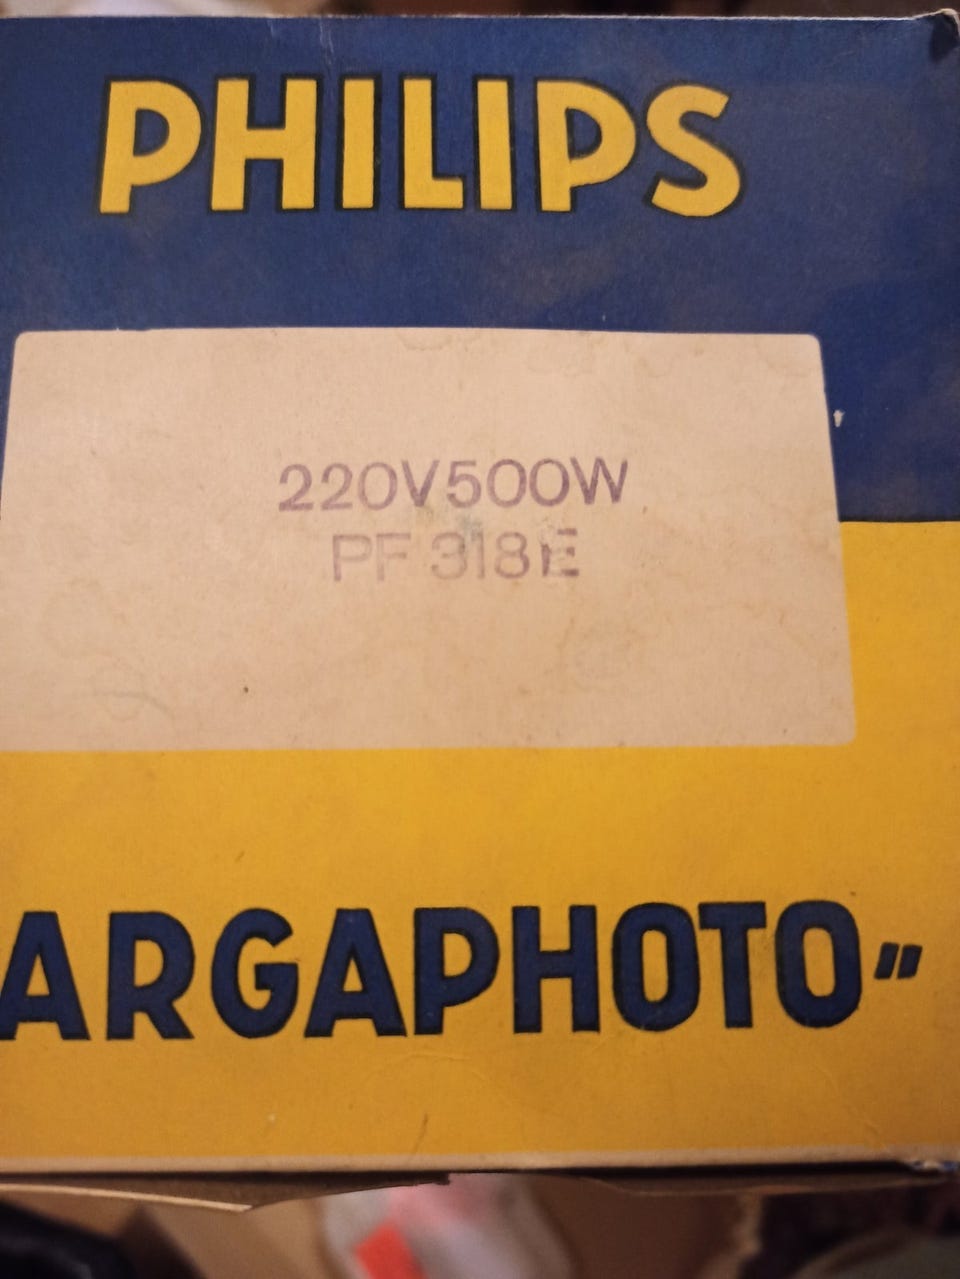 PHILIPS
220V500W
PF 318E
ARGAPHOTO"